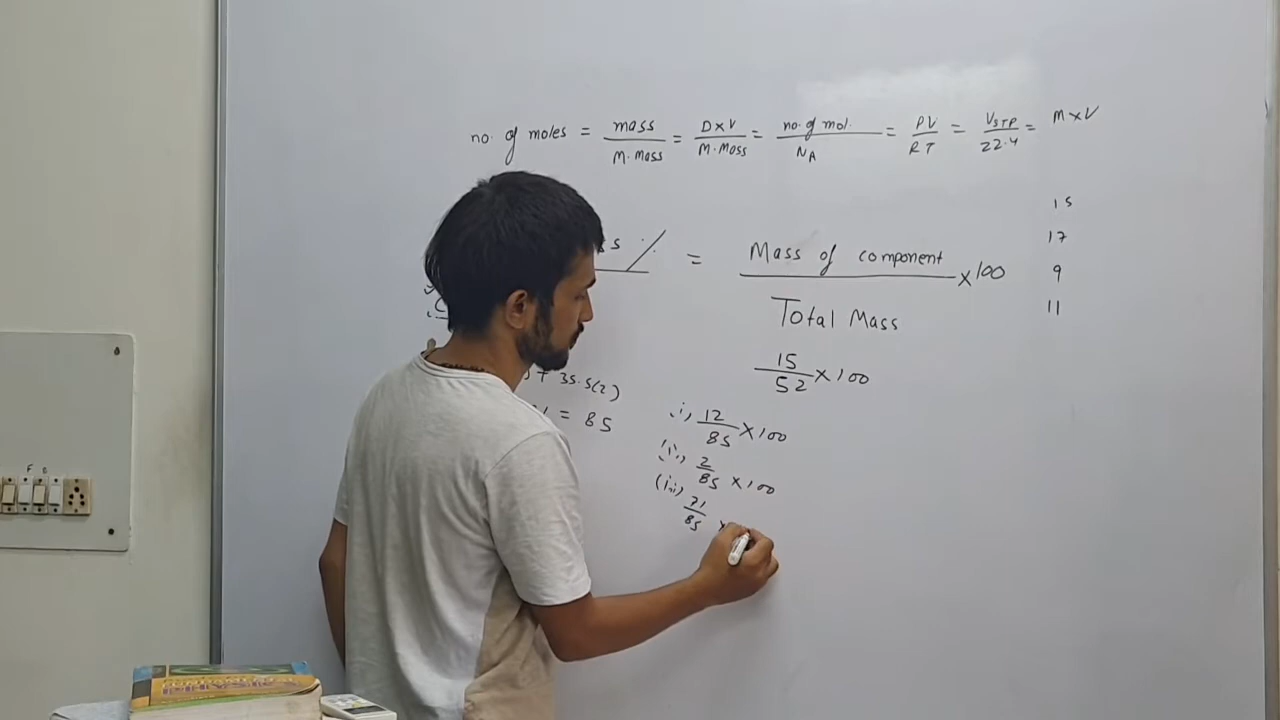 no. of moles = mass / M. Mass = D x V / M. Mass = no. of mol. / NA = PV / RT = VSTP / 22.4 = M x V
s % = Mass of component / Total Mass x 100
15
17
9
11
15 / 52 x 100
+ 35.5(2)
= 85
(i) 12 / 85 x 100
(ii) 2 / 85 x 100
(iii) 71 / 85 x